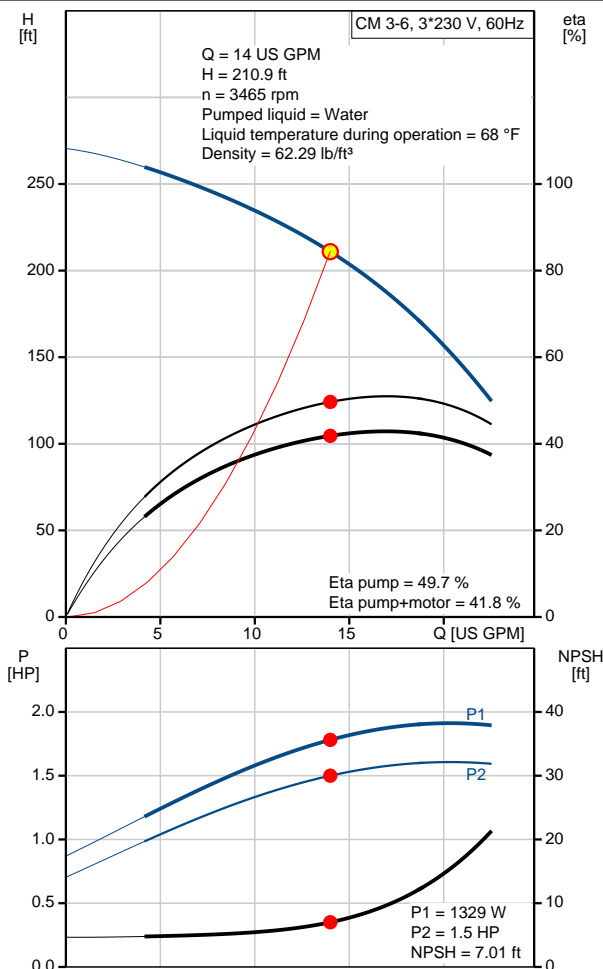 H
[ft]
CM 3-6, 3*230 V, 60Hz
eta
[%]
Q = 14 US GPM
H = 210.9 ft
n = 3465 rpm
Pumped liquid = Water
Liquid temperature during operation = 68 °F
Density = 62.29 lb/ft³
250
200
150
100
50
0
100
80
60
40
20
0
Eta pump = 49.7 %
Eta pump+motor = 41.8 %
0
5
10
15
Q [US GPM]
P
[HP]
NPSH
[ft]
2.0
1.5
1.0
0.5
0.0
40
30
20
10
0
P1
P2
P1 = 1329 W
P2 = 1.5 HP
NPSH = 7.01 ft